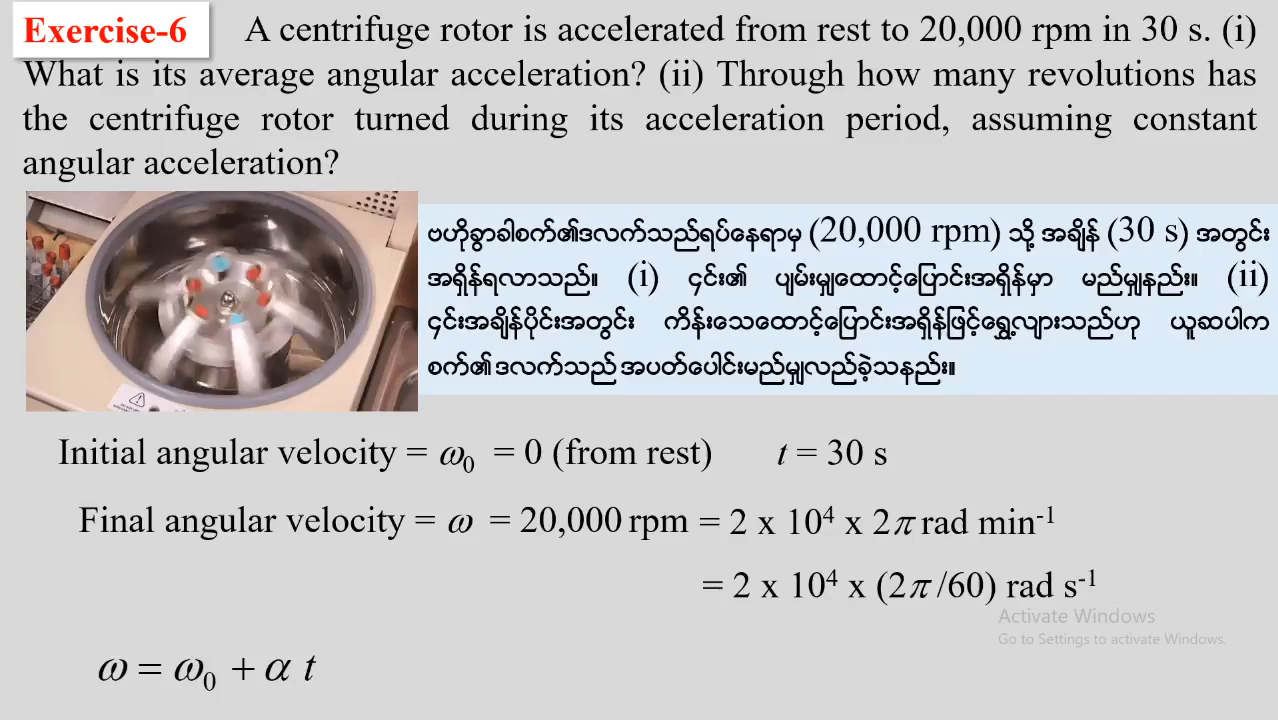 Exercise-6 A centrifuge rotor is accelerated from rest to 20,000 rpm in 30 s. (i)
What is its average angular acceleration? (ii) Through how many revolutions has
the centrifuge rotor turned during its acceleration period, assuming constant
angular acceleration?
ဗဟိုခွာခါစက်၏ဒလက်သည်ရပ်နေရာမှ (20,000 rpm) သို့ အချိန် (30 s) အတွင်း
အရှိန်ရလာသည်။ (i) ၄င်း၏ ပျမ်းမျှထောင့်ပြောင်းအရှိန်မှာ မည်မျှနည်း။ (ii)
၄င်းအချိန်ပိုင်းအတွင်း ကိန်းသေထောင့်ပြောင်းအရှိန်ဖြင့်ရွှေ့လျားသည်ဟု ယူဆပါက
စက်၏ ဒလက်သည် အပတ်ပေါင်းမည်မျှလည်ခဲ့သနည်း။
Initial angular velocity = ω₀ = 0 (from rest) t = 30 s
Final angular velocity = ω = 20,000 rpm = 2 x 10⁴ x 2π rad min⁻¹
= 2 x 10⁴ x (2π/60) rad s⁻¹
Activate Windows
Go to Settings to activate Windows.
ω = ω₀ + α t